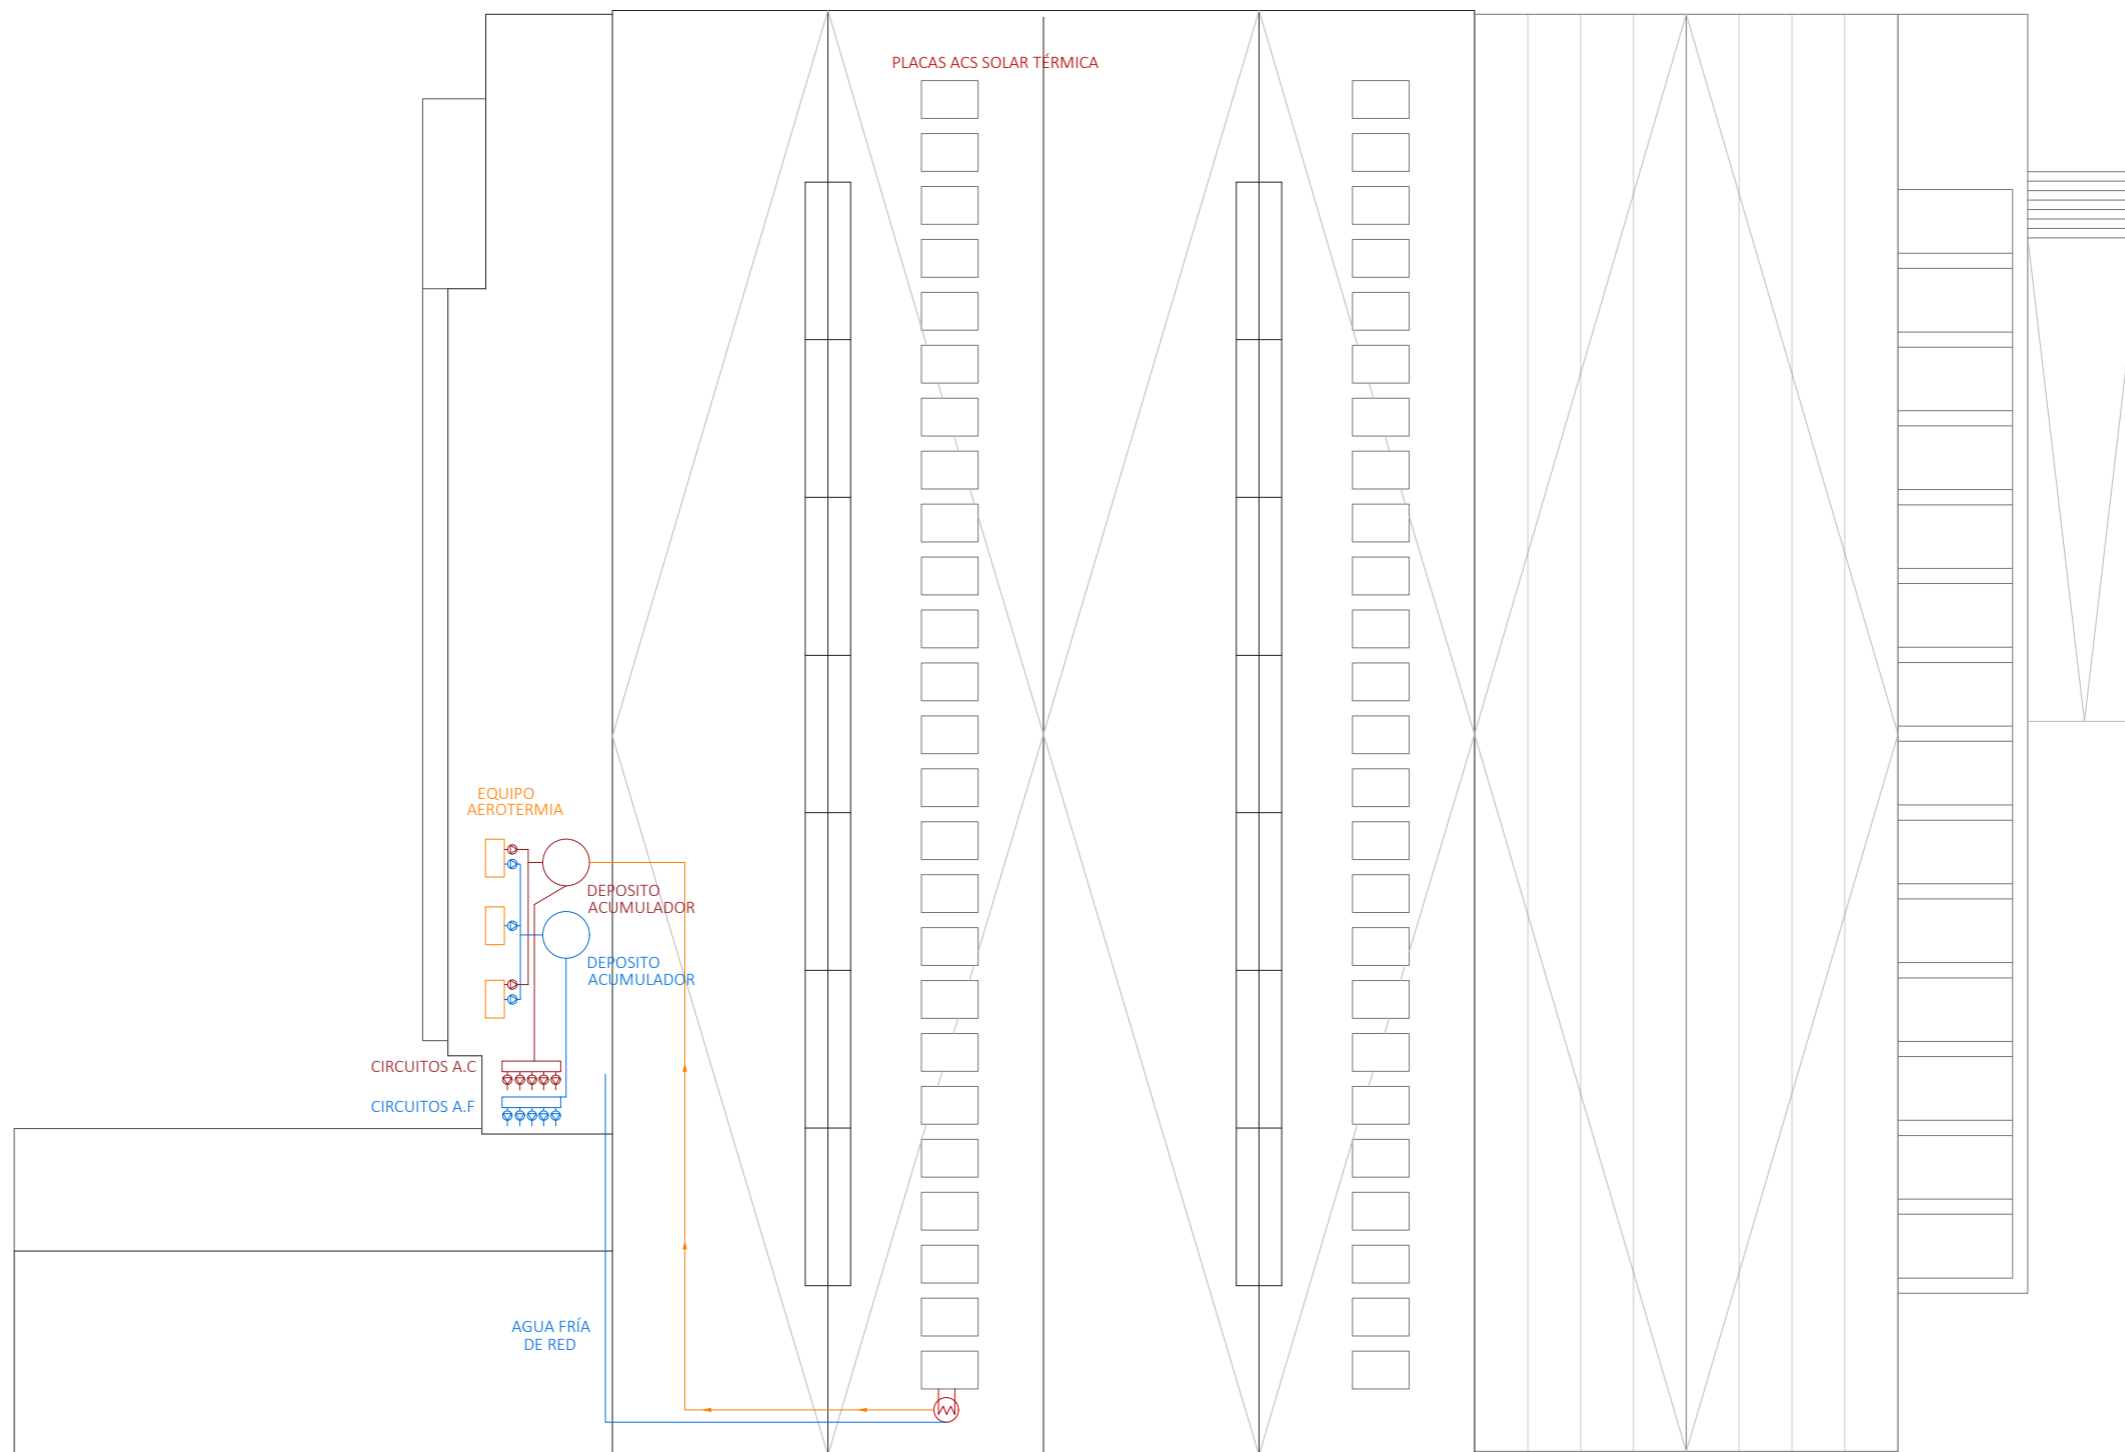 PLACAS ACS SOLAR TÉRMICA
EQUIPO
AEROTERMIA
DEPOSITO
ACUMULADOR
DEPOSITO
ACUMULADOR
CIRCUITOS A.C
CIRCUITOS A.F
AGUA FRÍA
DE RED